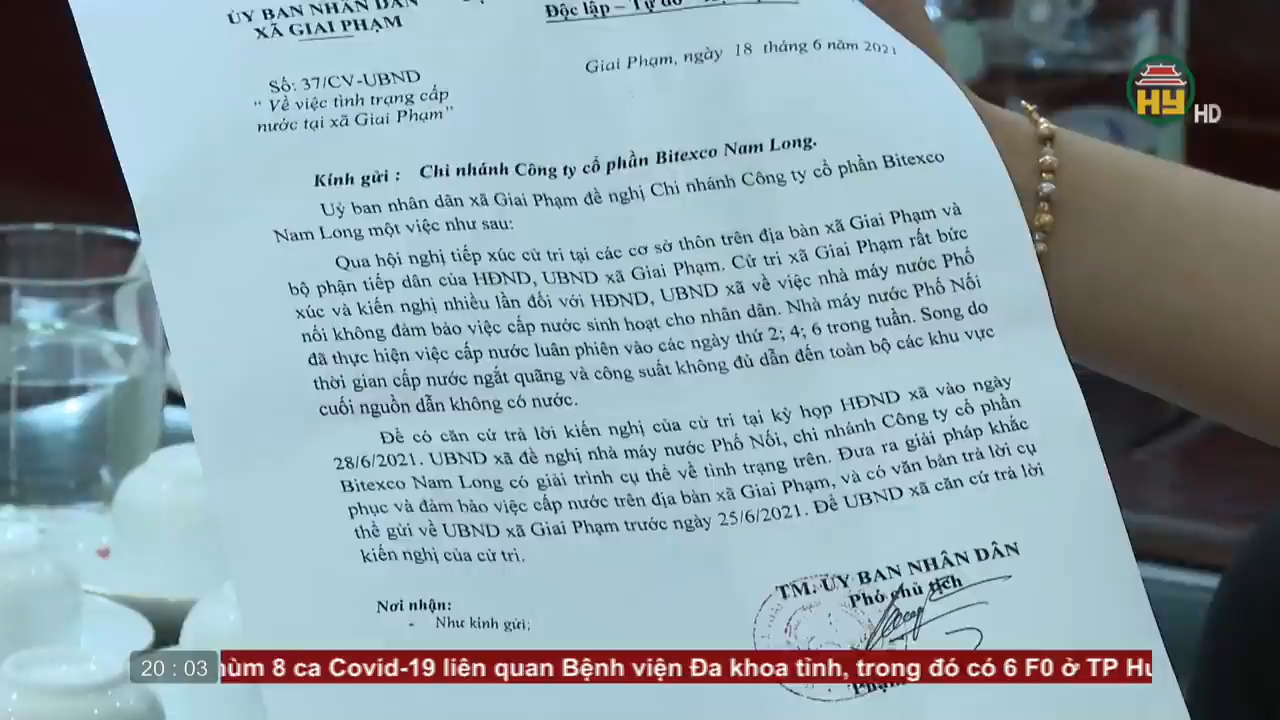 ỦY BAN NHÂN DÂN
XÃ GIAI PHẠM
Độc lập – Tự do –
Số: 37/CV-UBND
" Về việc tình trạng cấp
nước tại xã Giai Phạm"
Giai Phạm, ngày 18 tháng 6 năm 2021
Kính gửi : Chi nhánh Công ty cổ phần Bitexco Nam Long.
Uỷ ban nhân dân xã Giai Phạm đề nghị Chi nhánh Công ty cổ phần Bitexco
Nam Long một việc như sau:
Qua hội nghị tiếp xúc cử tri tại các cơ sở thôn trên địa bàn xã Giai Phạm và
bộ phận tiếp dân của HĐND, UBND xã Giai Phạm. Cử tri xã Giai Phạm rất bức
xúc và kiến nghị nhiều lần đối với HĐND, UBND xã về việc nhà máy nước Phố
nối không đảm bảo việc cấp nước sinh hoạt cho nhân dân. Nhà máy nước Phố Nối
đã thực hiện việc cấp nước luân phiên vào các ngày thứ 2; 4; 6 trong tuần. Song do
thời gian cấp nước ngắt quãng và công suất không đủ dẫn đến toàn bộ các khu vực
cuối nguồn dẫn không có nước.
Để có căn cứ trả lời kiến nghị của cử tri tại kỳ họp HĐND xã vào ngày
28/6/2021. UBND xã đề nghị nhà máy nước Phố Nối, chi nhánh Công ty cổ phần
Bitexco Nam Long có giải trình cụ thể về tình trạng trên. Đưa ra giải pháp khắc
phục và đảm bảo việc cấp nước trên địa bàn xã Giai Phạm, và có văn bản trả lời cụ
thể gửi về UBND xã Giai Phạm trước ngày 25/6/2021. Để UBND xã căn cứ trả lời
kiến nghị của cử tri.
TM. ỦY BAN NHÂN DÂN
Phó chủ tịch
Nơi nhận:
- Như kính gửi;
HY HD
20 : 03
hùm 8 ca Covid-19 liên quan Bệnh viện Đa khoa tỉnh, trong đó có 6 F0 ở TP Hư